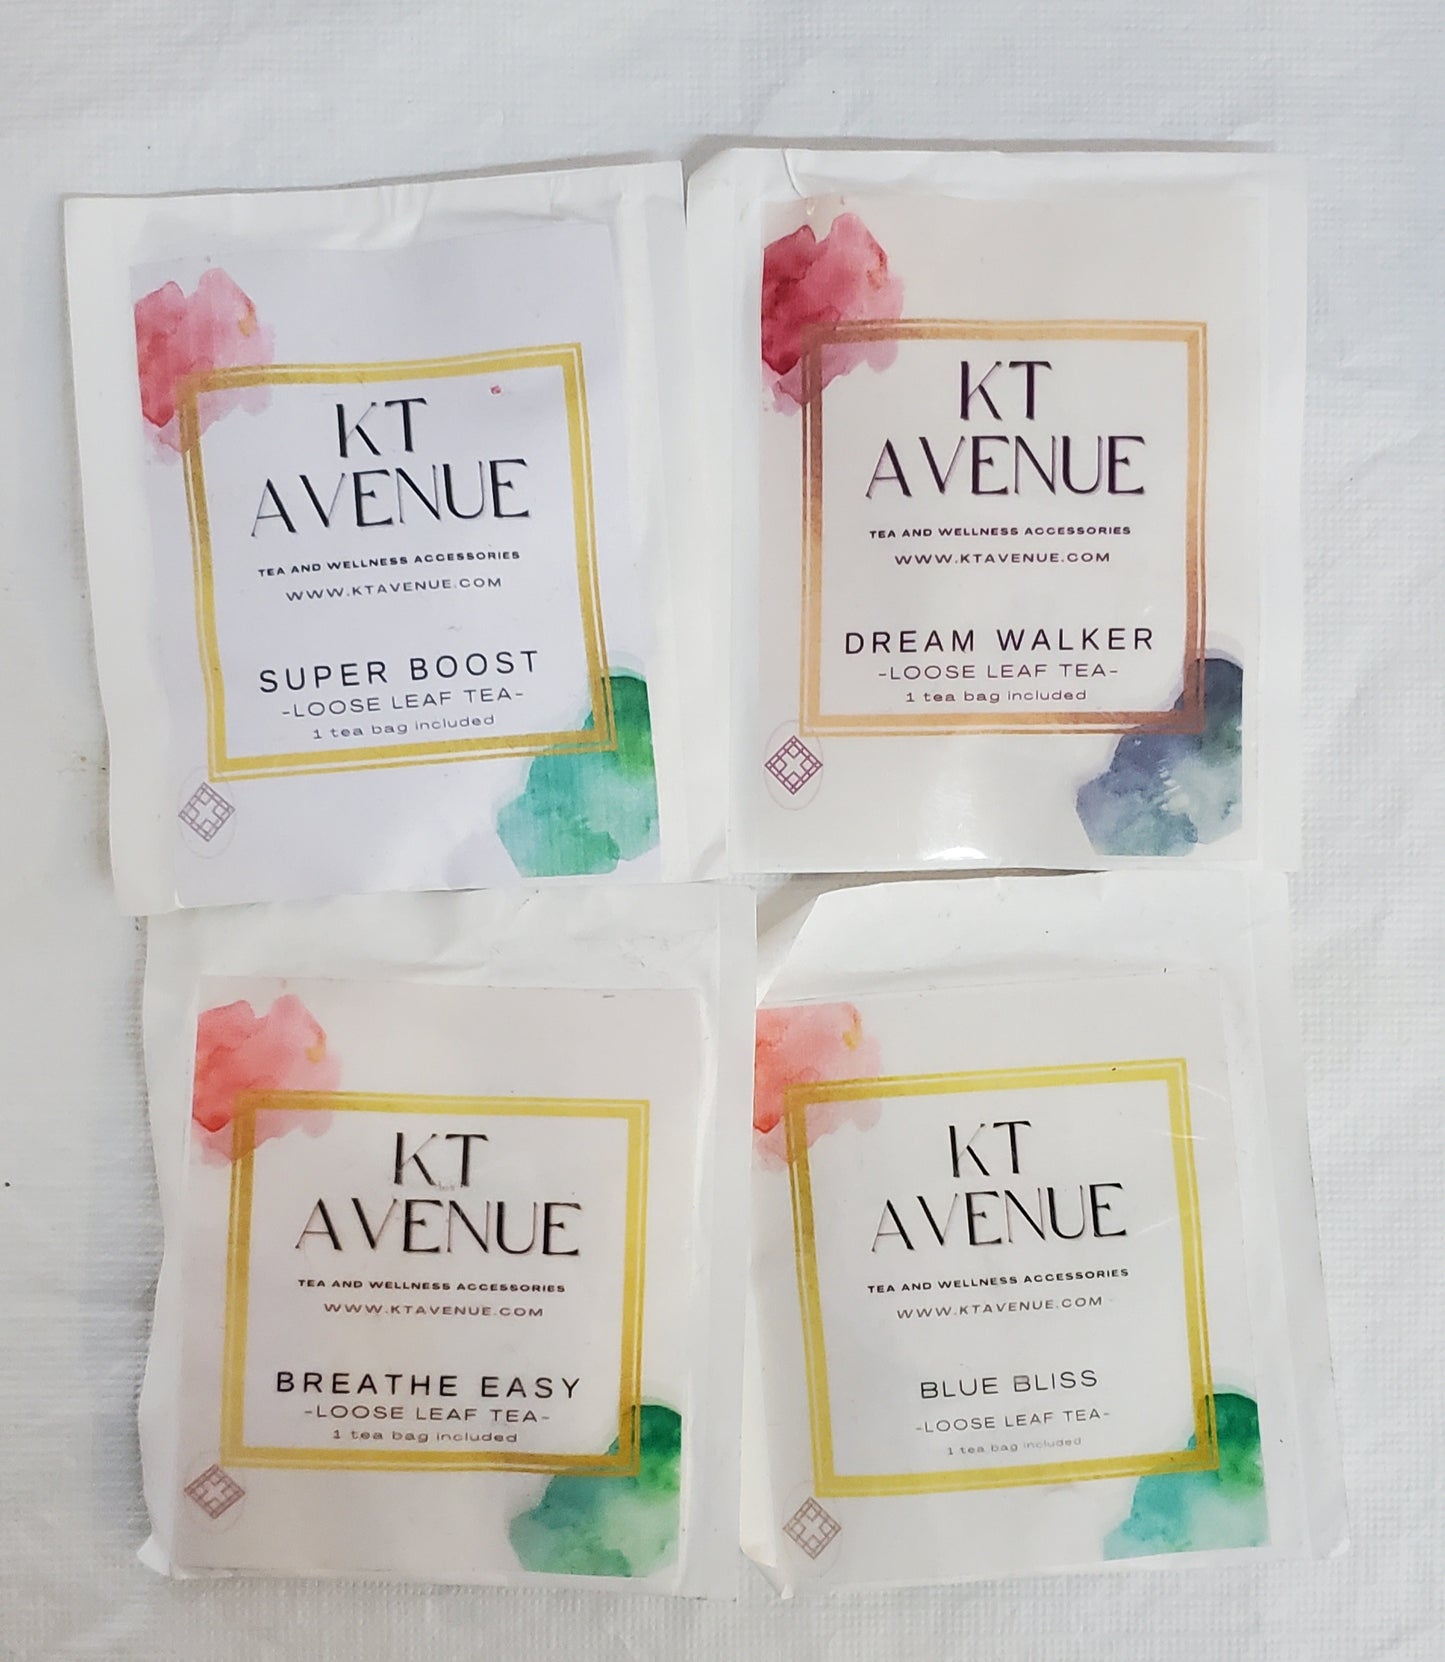 KT
AVENUE
TEA AND WELLNESS ACCESSORIES
WWW.KTAVENUE.COM
SUPER BOOST
-LOOSE LEAF TEA-
1 tea bag included
KT
AVENUE
TEA AND WELLNESS ACCESSORIES
WWW.KTAVENUE.COM
DREAM WALKER
-LOOSE LEAF TEA-
1 tea bag included
KT
AVENUE
TEA AND WELLNESS ACCESSORIES
WWW.KTAVENUE.COM
BREATHE EASY
-LOOSE LEAF TEA-
1 tea bag included
KT
AVENUE
TEA AND WELLNESS ACCESSORIES
WWW.KTAVENUE.COM
BLUE BLISS
-LOOSE LEAF TEA-
1 tea bag included